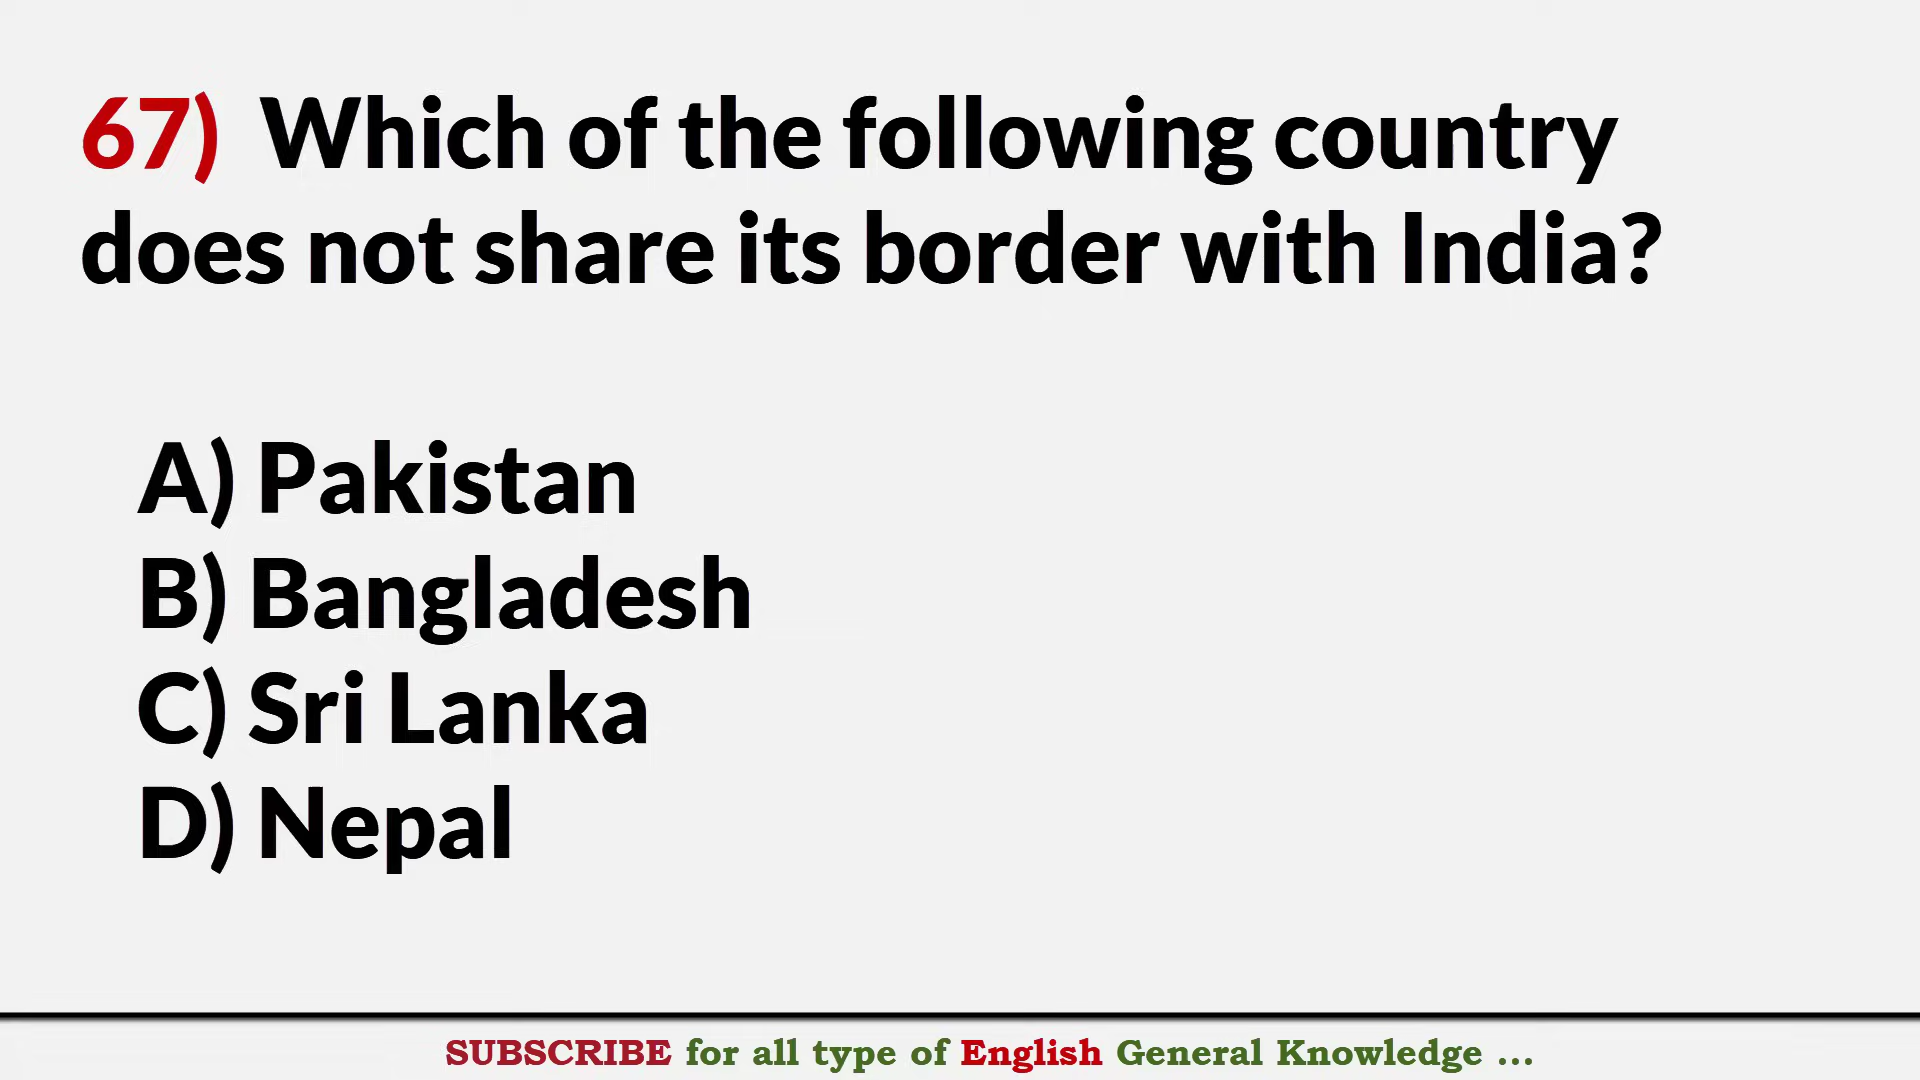 67) Which of the following country
does not share its border with India?
A) Pakistan
B) Bangladesh
C) Sri Lanka
D) Nepal
SUBSCRIBE for all type of English General Knowledge ...